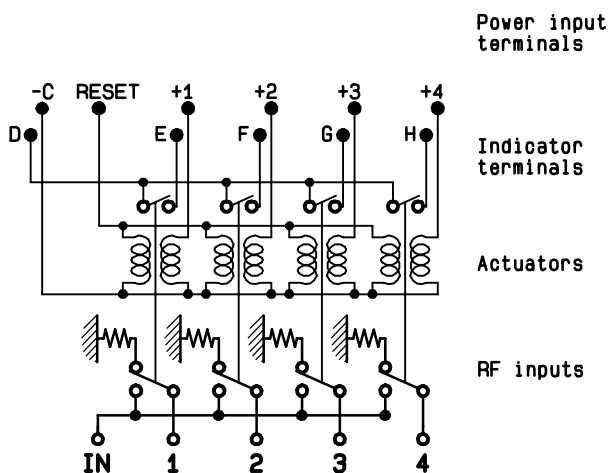 Power input
terminals
-C RESET +1 +2 +3 +4
D E F G H
Indicator
terminals
Actuators
RF inputs
IN 1 2 3 4